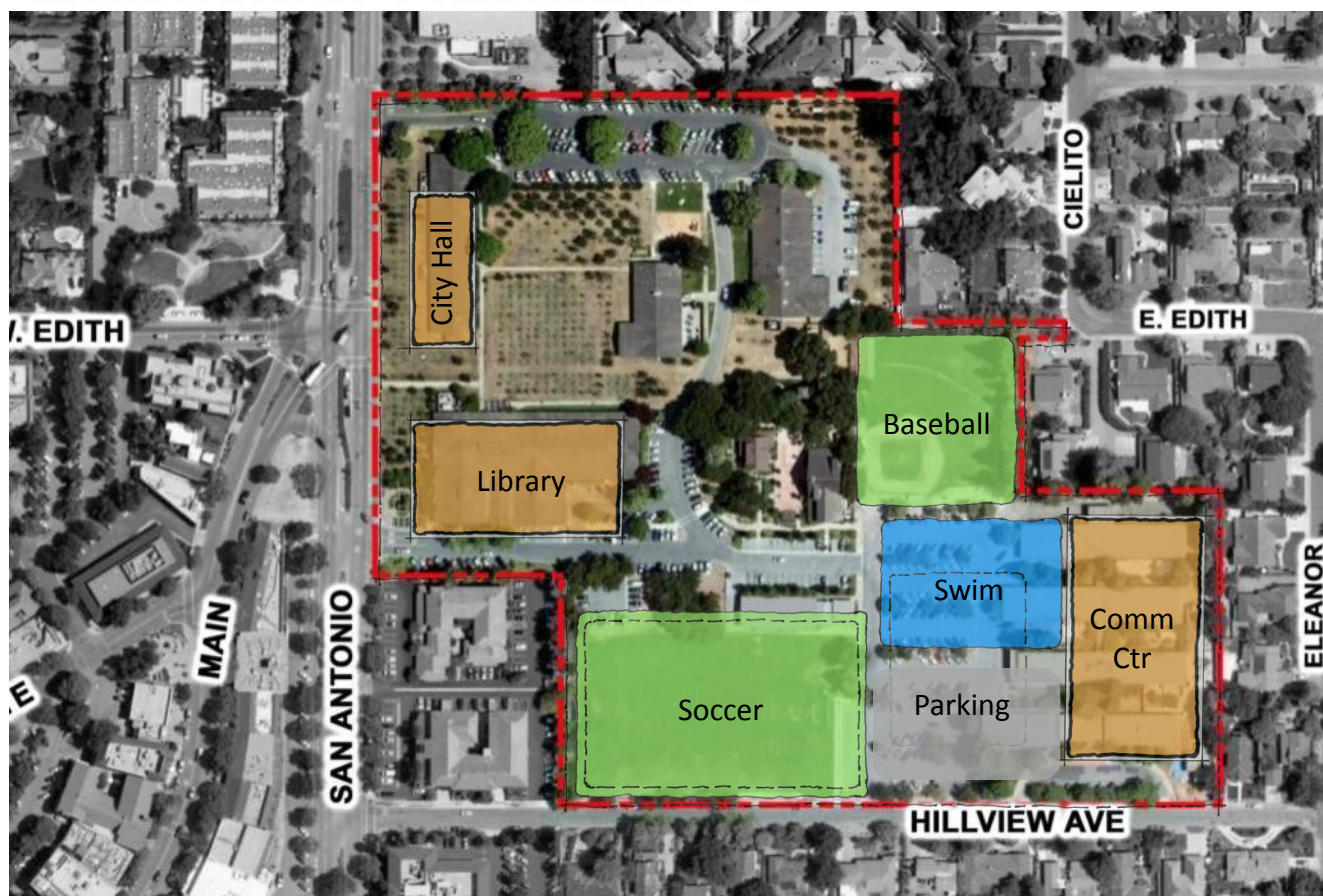 CIELITO
City Hall
W. EDITH
E. EDITH
Baseball
Library
Swim
Comm
Ctr
ELEANOR
MAIN
SAN ANTONIO
Soccer
Parking
HILLVIEW AVE